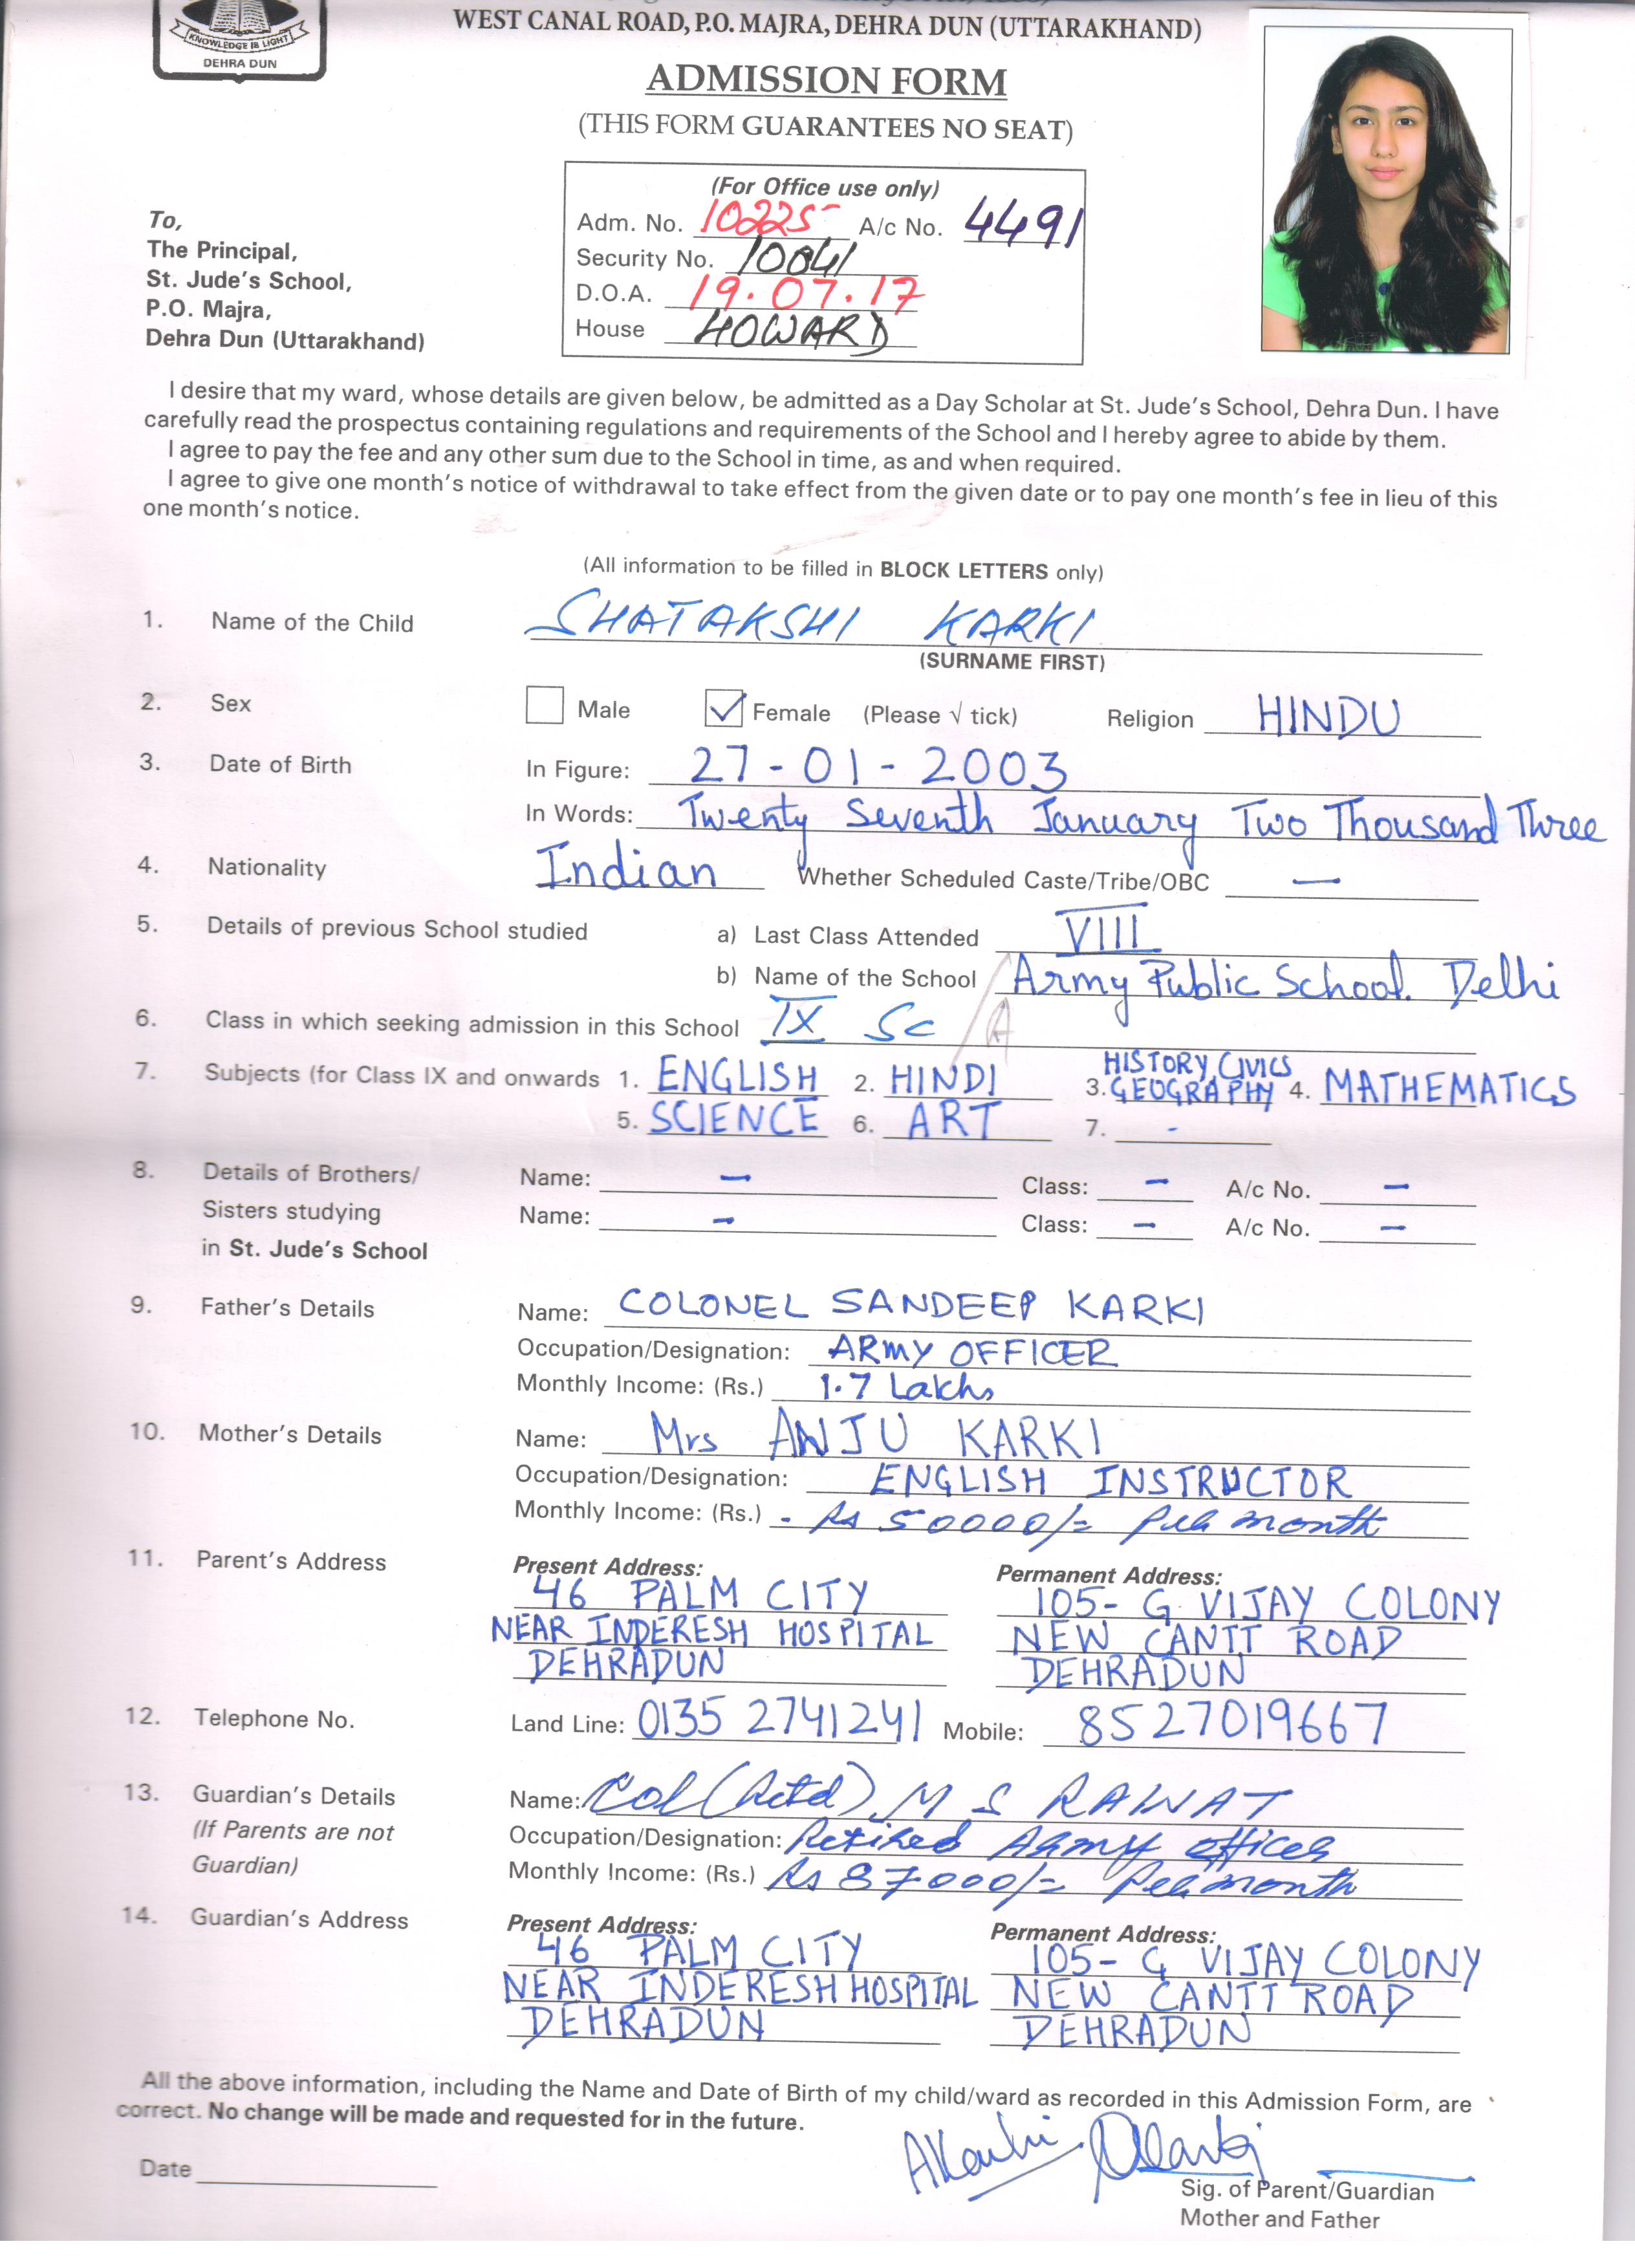 KNOWLEDGE IS LIGHT
DEHRA DUN
WEST CANAL ROAD, P.O. MAJRA, DEHRA DUN (UTTARAKHAND)
ADMISSION FORM
(THIS FORM GUARANTEES NO SEAT)
(For Office use only)
Adm. No. 10225 A/c No. 4491
Security No. 10041
D.O.A. 19.07.17
House HOWARD
To,
The Principal,
St. Jude's School,
P.O. Majra,
Dehra Dun (Uttarakhand)
I desire that my ward, whose details are given below, be admitted as a Day Scholar at St. Jude's School, Dehra Dun. I have
carefully read the prospectus containing regulations and requirements of the School and I hereby agree to abide by them.
I agree to pay the fee and any other sum due to the School in time, as and when required.
I agree to give one month's notice of withdrawal to take effect from the given date or to pay one month's fee in lieu of this
one month's notice.
(All information to be filled in BLOCK LETTERS only)
1. Name of the Child SHATAKSHI KARKI
(SURNAME FIRST)
2. Sex Male ✓ Female (Please √ tick) Religion HINDU
3. Date of Birth In Figure: 27-01-2003
In Words: Twenty Seventh January Two Thousand Three
4. Nationality Indian Whether Scheduled Caste/Tribe/OBC —
5. Details of previous School studied a) Last Class Attended VIII
b) Name of the School Army Public School. Delhi
6. Class in which seeking admission in this School IX Sc / A
7. Subjects (for Class IX and onwards 1. ENGLISH 2. HINDI 3. HISTORY, CIVICS GEOGRAPHY 4. MATHEMATICS
5. SCIENCE 6. ART 7. -
8. Details of Brothers/ Name: — Class: — A/c No. —
Sisters studying Name: — Class: — A/c No. —
in St. Jude's School
9. Father's Details Name: COLONEL SANDEEP KARKI
Occupation/Designation: ARMY OFFICER
Monthly Income: (Rs.) 1.7 Lakhs
10. Mother's Details Name: Mrs ANJU KARKI
Occupation/Designation: ENGLISH INSTRUCTOR
Monthly Income: (Rs.) - Rs 50000/= per month
11. Parent's Address Present Address: Permanent Address:
46 PALM CITY 105- G VIJAY COLONY
NEAR INDERESH HOSPITAL NEW CANTT ROAD
DEHRADUN DEHRADUN
12. Telephone No. Land Line: 0135 2741241 Mobile: 8527019667
13. Guardian's Details Name: Col (Retd) M S RAWAT
(If Parents are not Occupation/Designation: Retired Army officer
Guardian) Monthly Income: (Rs.) Rs 87000/= Per month
14. Guardian's Address Present Address: Permanent Address:
46 PALM CITY 105- G VIJAY COLONY
NEAR INDERESH HOSPITAL NEW CANTT ROAD
DEHRADUN DEHRADUN
All the above information, including the Name and Date of Birth of my child/ward as recorded in this Admission Form, are
correct. No change will be made and requested for in the future.
AKarki
Date
Sig. of Parent/Guardian
Mother and Father